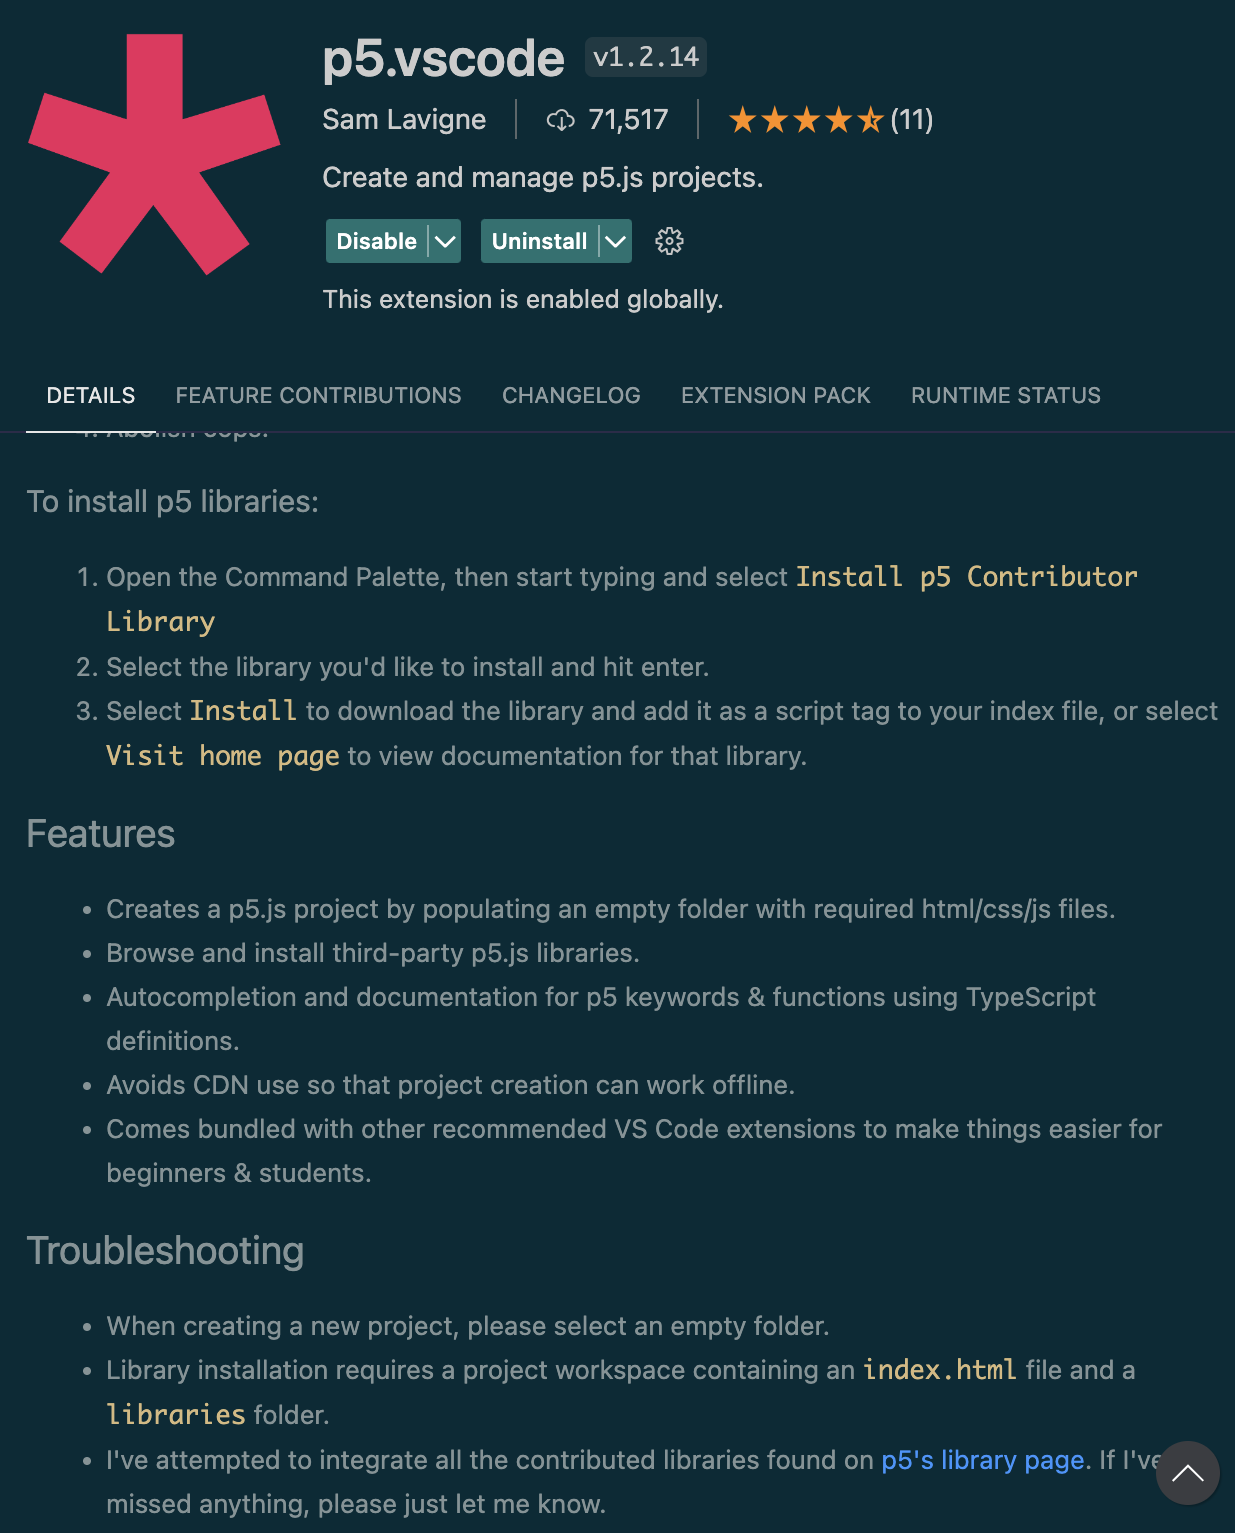 p5.vscode v1.2.14
Sam Lavigne 71,517 (11)
Create and manage p5.js projects.
Disable Uninstall
This extension is enabled globally.
DETAILS FEATURE CONTRIBUTIONS CHANGELOG EXTENSION PACK RUNTIME STATUS
4. Abolish cops.
To install p5 libraries:
1. Open the Command Palette, then start typing and select Install p5 Contributor
Library
2. Select the library you'd like to install and hit enter.
3. Select Install to download the library and add it as a script tag to your index file, or select
Visit home page to view documentation for that library.
Features
• Creates a p5.js project by populating an empty folder with required html/css/js files.
• Browse and install third-party p5.js libraries.
• Autocompletion and documentation for p5 keywords & functions using TypeScript
definitions.
• Avoids CDN use so that project creation can work offline.
• Comes bundled with other recommended VS Code extensions to make things easier for
beginners & students.
Troubleshooting
• When creating a new project, please select an empty folder.
• Library installation requires a project workspace containing an index.html file and a
libraries folder.
• I've attempted to integrate all the contributed libraries found on p5's library page. If I've
missed anything, please just let me know.